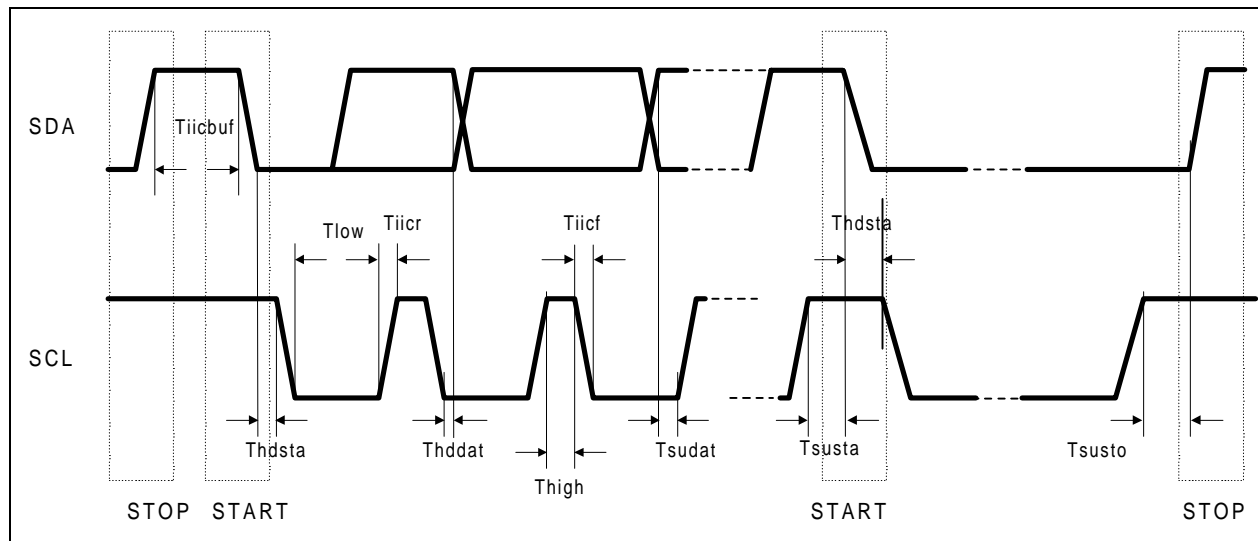 SDA
Tiicbuf
Tlow
Tiicr
Tiicf
Thdsta
SCL
Thdsta
Thddat
Thigh
Tsudat
Tsusta
Tsusto
STOP
START
START
STOP